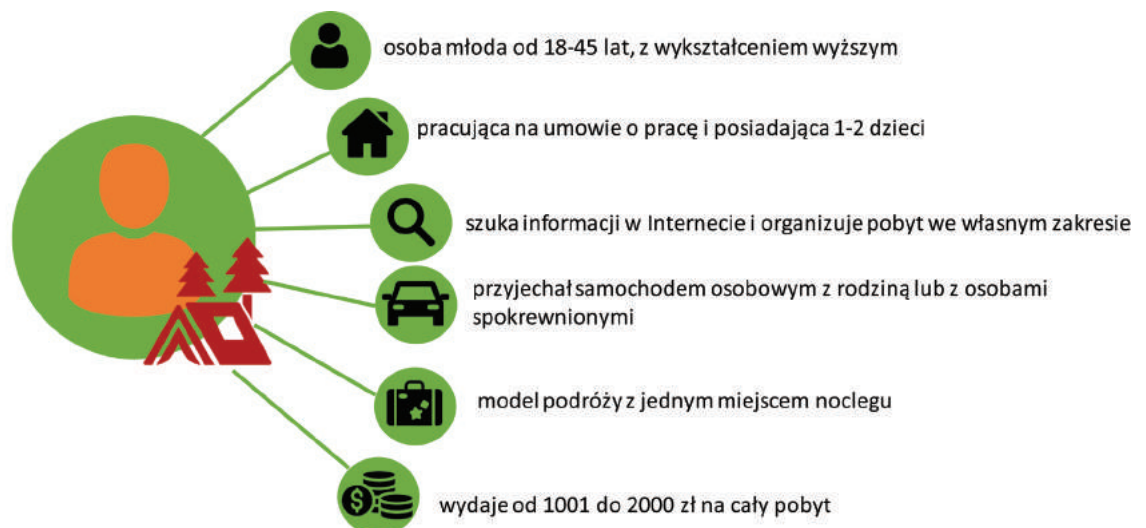 osoba młoda od 18-45 lat, z wykształceniem wyższym
pracująca na umowie o pracę i posiadająca 1-2 dzieci
szuka informacji w Internecie i organizuje pobyt we własnym zakresie
przyjechał samochodem osobowym z rodziną lub z osobami
spokrewnionymi
model podróży z jednym miejscem noclegu
$
wydaje od 1001 do 2000 zł na cały pobyt